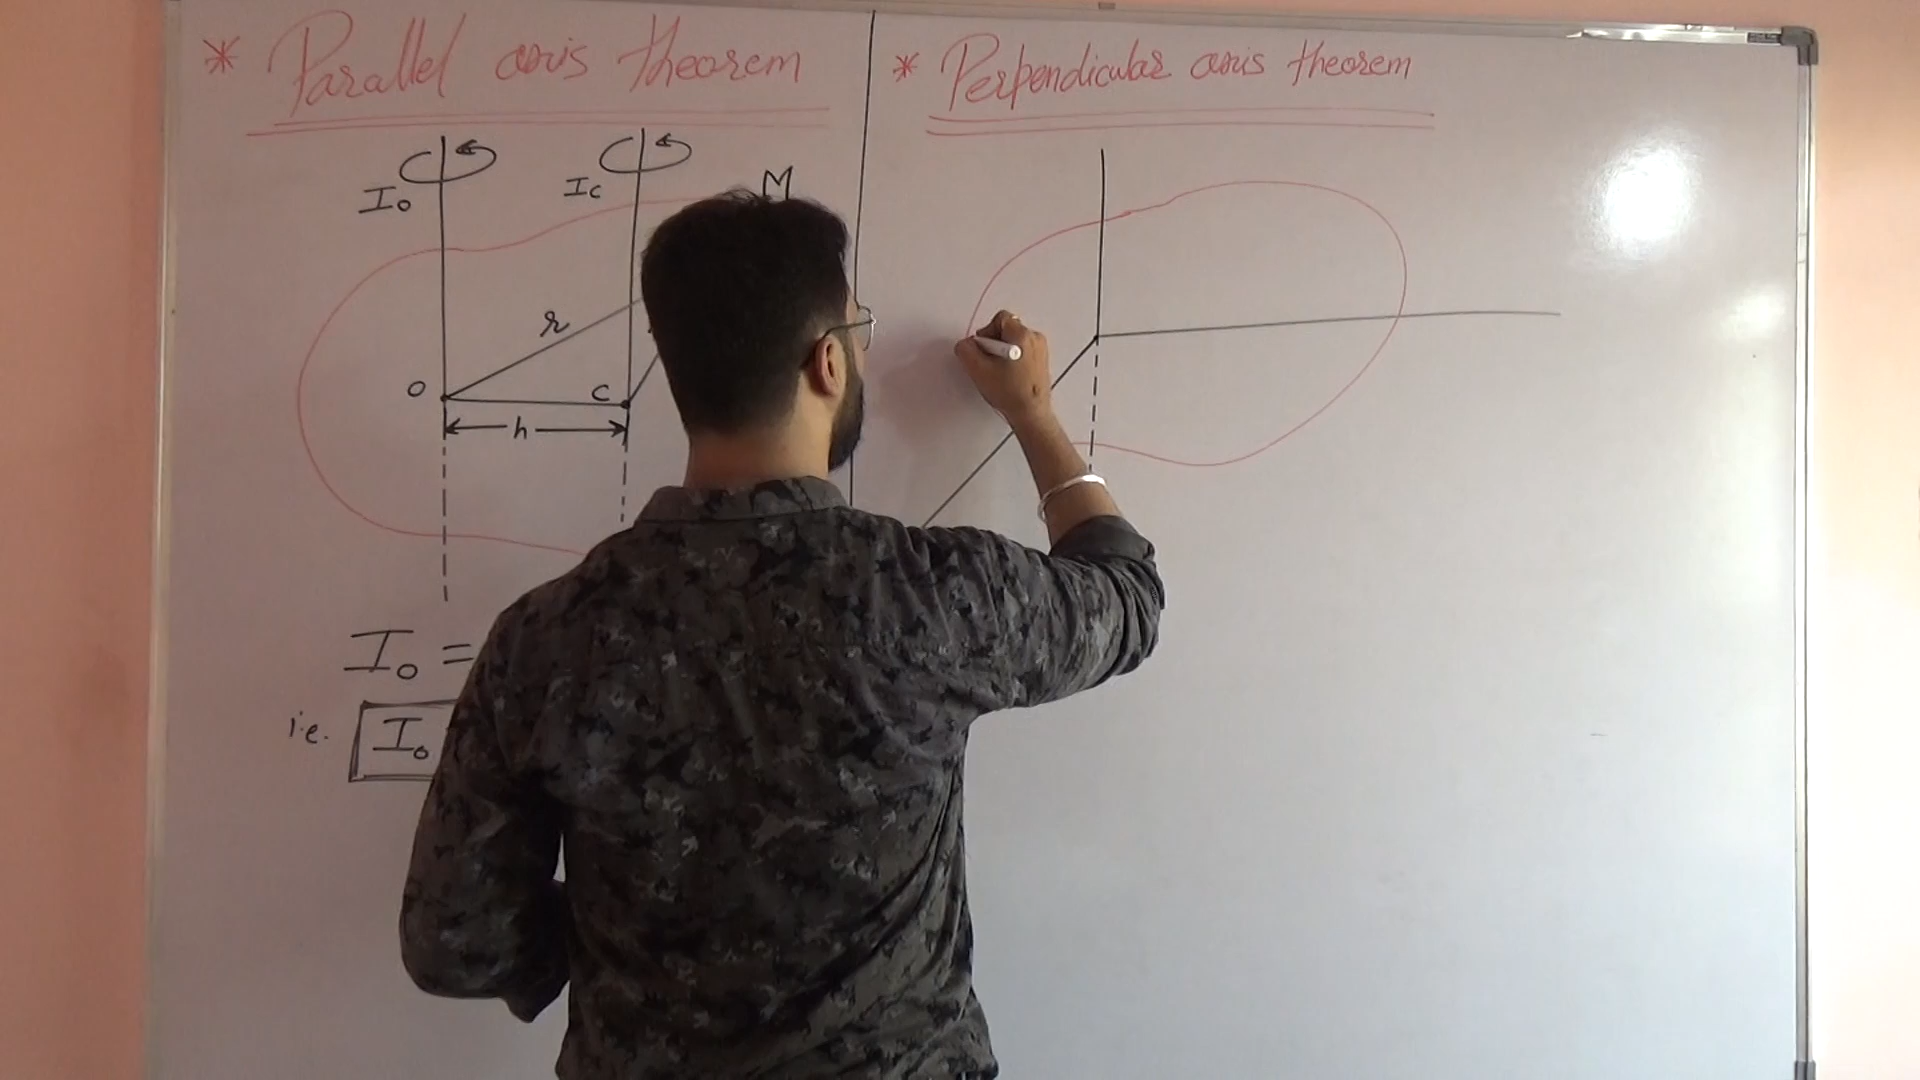 * Parallel axis theorem
* Perpendicular axis theorem
I₀
Ic
M
r
O
C
h
I₀ =
i.e. I₀